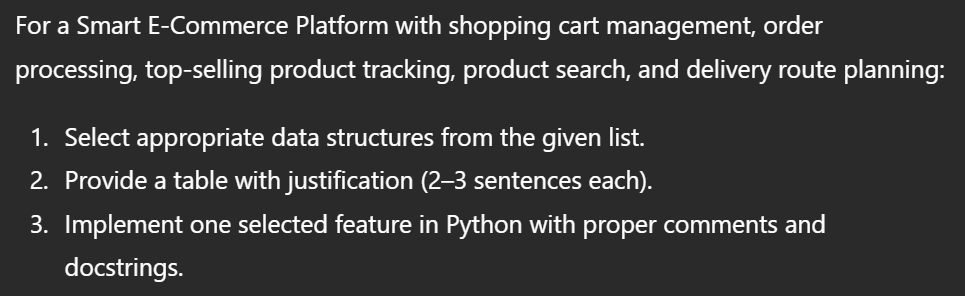 For a Smart E-Commerce Platform with shopping cart management, order
processing, top-selling product tracking, product search, and delivery route planning:
1. Select appropriate data structures from the given list.
2. Provide a table with justification (2–3 sentences each).
3. Implement one selected feature in Python with proper comments and
docstrings.